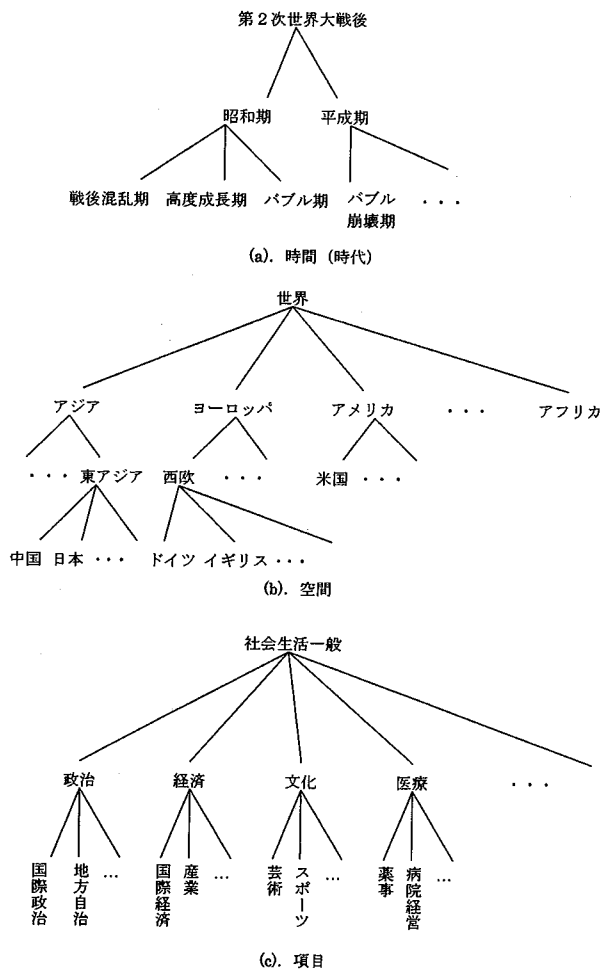 第2次世界大戦後
昭和期 平成期
戦後混乱期 高度成長期 バブル期 バブル ・・・
崩壊期
(a). 時間(時代)
世界
アジア ヨーロッパ アメリカ ・・・ アフリカ
・・・ 東アジア 西欧 ・・・ 米国 ・・・
中国 日本 ・・・ ドイツ イギリス ・・・
(b). 空間
社会生活一般
政治 経済 文化 医療 ・・・
国際政治
地方自治
…
国際経済
産業
…
芸術
スポーツ
…
薬事
病院経営
…
(c). 項目